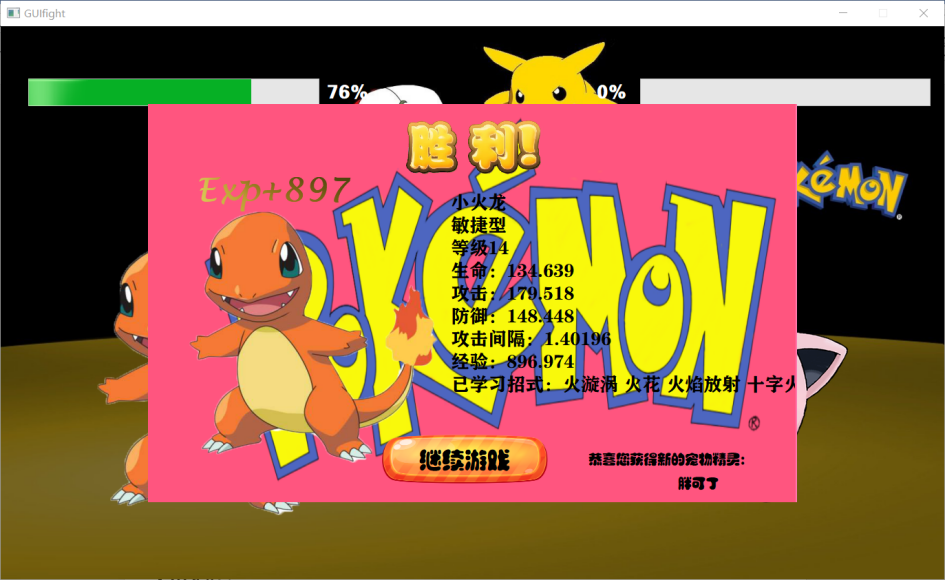 GUIfight
76%
0%
胜利!
Exp+897
POKéMON
小火龙
敏捷型
等级14
生命：134.639
攻击：179.518
防御：148.448
攻击间隔：1.40196
经验：896.974
已学习招式：火漩涡 火花 火焰放射 十字火
继续游戏
恭喜您获得新的宠物精灵：
胖可丁
KéMON